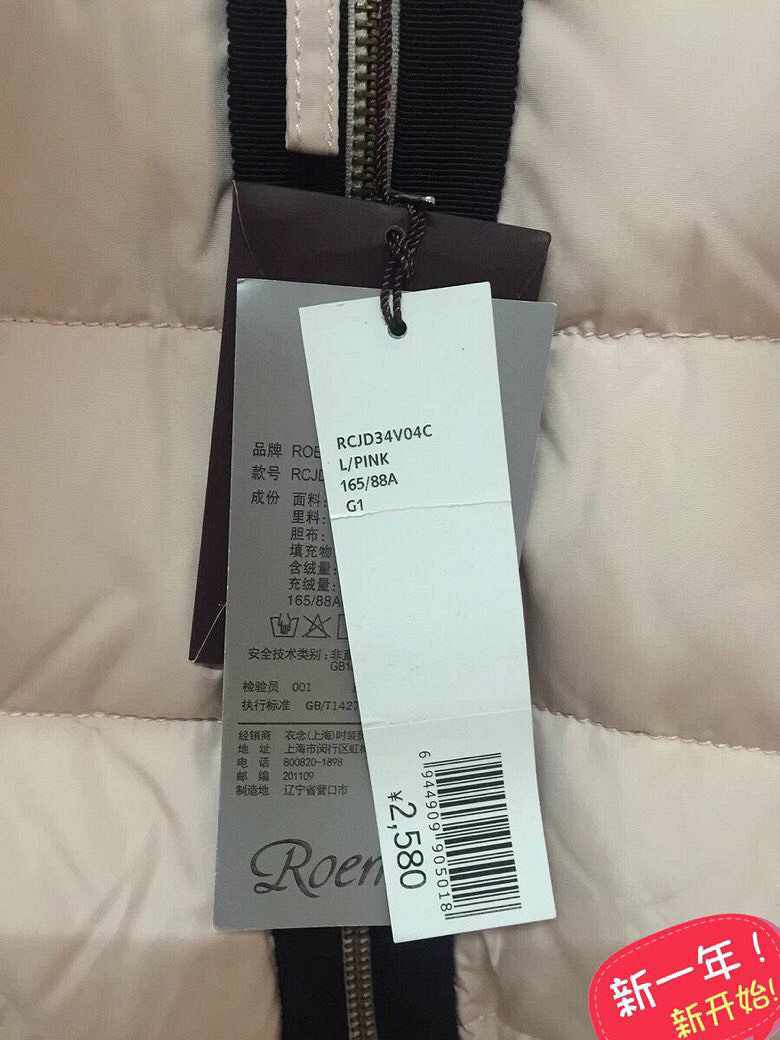 RCJD34V04C
L/PINK
165/88A
G1
6944909905018
¥2,580
品牌 ROE
款号 RCJD
成份 面料:
里料:
胆布:
填充物
含绒量:
充绒量:
165/88A
安全技术类别:非直
GB1
检验员 001
执行标准 GB/T1427
经销商 衣念(上海)时装
地址 上海市闵行区虹
电话 800820-1898
邮编 201109
制造地 辽宁省营口市
Roem
新一年!
新开始!